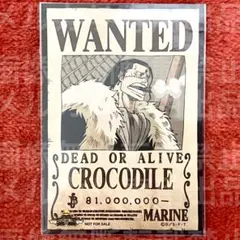 WANTED
DEAD OR ALIVE
CROCODILE
฿ 81,000,000-
MARINE
NOT FOR SALE